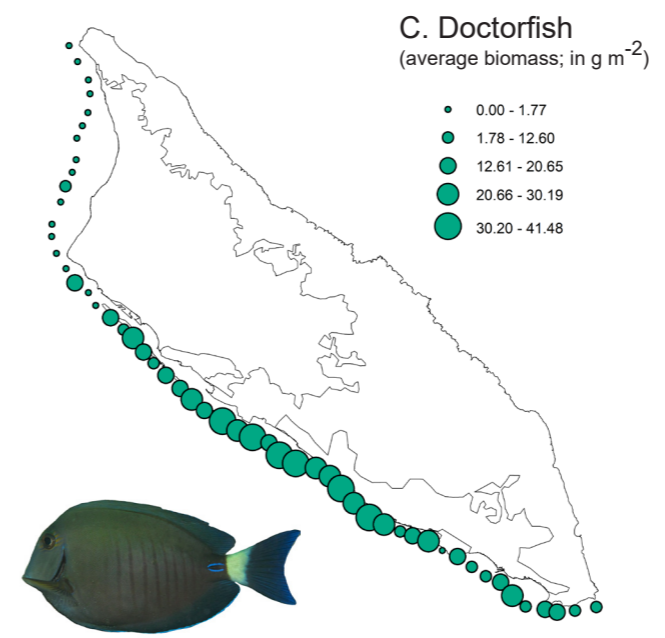 C. Doctorfish
(average biomass; in g m-2)
0.00 - 1.77
1.78 - 12.60
12.61 - 20.65
20.66 - 30.19
30.20 - 41.48